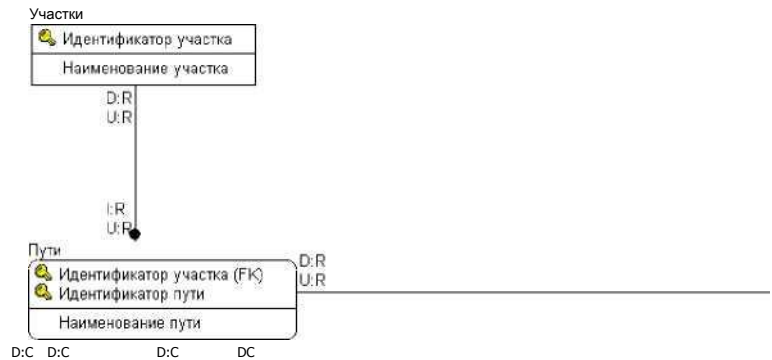 Участки
Идентификатор участка
Наименование участка
D:R
U:R
I:R
U:R
Пути
Идентификатор участка (FK)
Идентификатор пути
Наименование пути
D:R
U:R
D:C D:C D:C DC